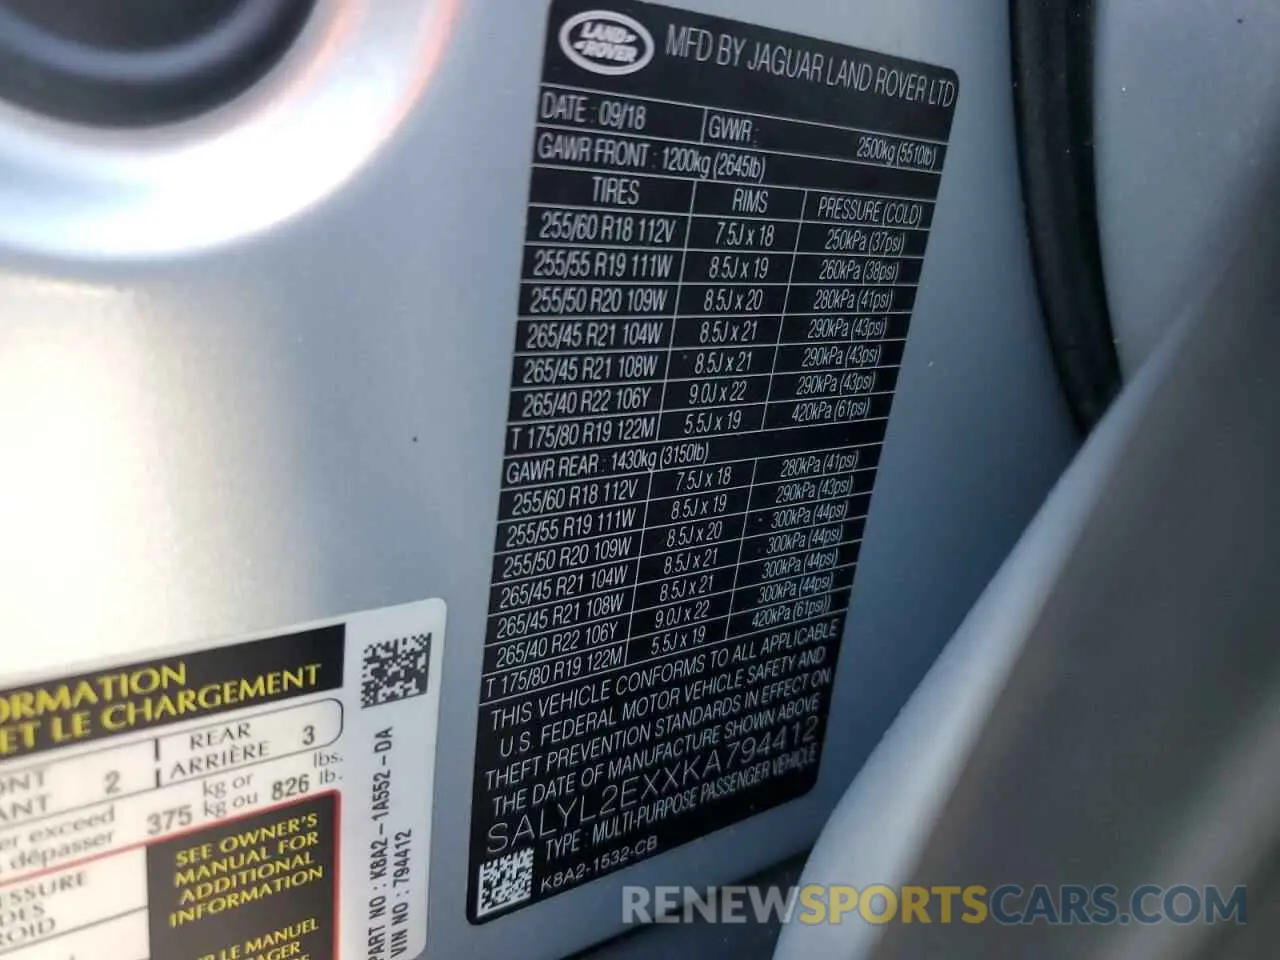 LAND ROVER
MFD BY JAGUAR LAND ROVER LTD
DATE : 09/18 GVWR : 2500kg (5510lb)
GAWR FRONT : 1200kg (2645lb)
TIRES RIMS PRESSURE (COLD)
255/60 R18 112V 7.5J x 18 250kPa (37psi)
255/55 R19 111W 8.5J x 19 260kPa (38psi)
255/50 R20 109W 8.5J x 20 280kPa (41psi)
265/45 R21 104W 8.5J x 21 290kPa (43psi)
265/45 R21 108W 8.5J x 21 290kPa (43psi)
265/40 R22 106Y 9.0J x 22 290kPa (43psi)
T 175/80 R19 122M 5.5J x 19 420kPa (61psi)
GAWR REAR : 1430kg (3150lb)
255/60 R18 112V 7.5J x 18 280kPa (41psi)
255/55 R19 111W 8.5J x 19 290kPa (43psi)
255/50 R20 109W 8.5J x 20 300kPa (44psi)
265/45 R21 104W 8.5J x 21 300kPa (44psi)
265/45 R21 108W 8.5J x 21 300kPa (44psi)
265/40 R22 106Y 9.0J x 22 300kPa (44psi)
T 175/80 R19 122M 5.5J x 19 420kPa (61psi)
THIS VEHICLE CONFORMS TO ALL APPLICABLE
U.S. FEDERAL MOTOR VEHICLE SAFETY AND
THEFT PREVENTION STANDARDS IN EFFECT ON
THE DATE OF MANUFACTURE SHOWN ABOVE
SALYL2EXXKA794412
TYPE : MULTI-PURPOSE PASSENGER VEHICLE
K8A2-1532-CB
ORMATION
ET LE CHARGEMENT
ONT 2 REAR 3
ANT ARRIÈRE
er exceed 375 kg or 826 lbs.
dépasser kg ou lb.
SEE OWNER'S
MANUAL FOR
ADDITIONAL
INFORMATION
LE MANUEL
PART NO : K8A2-1A552-DA
VIN NO : 794412
RENEWSPORTSCARS.COM